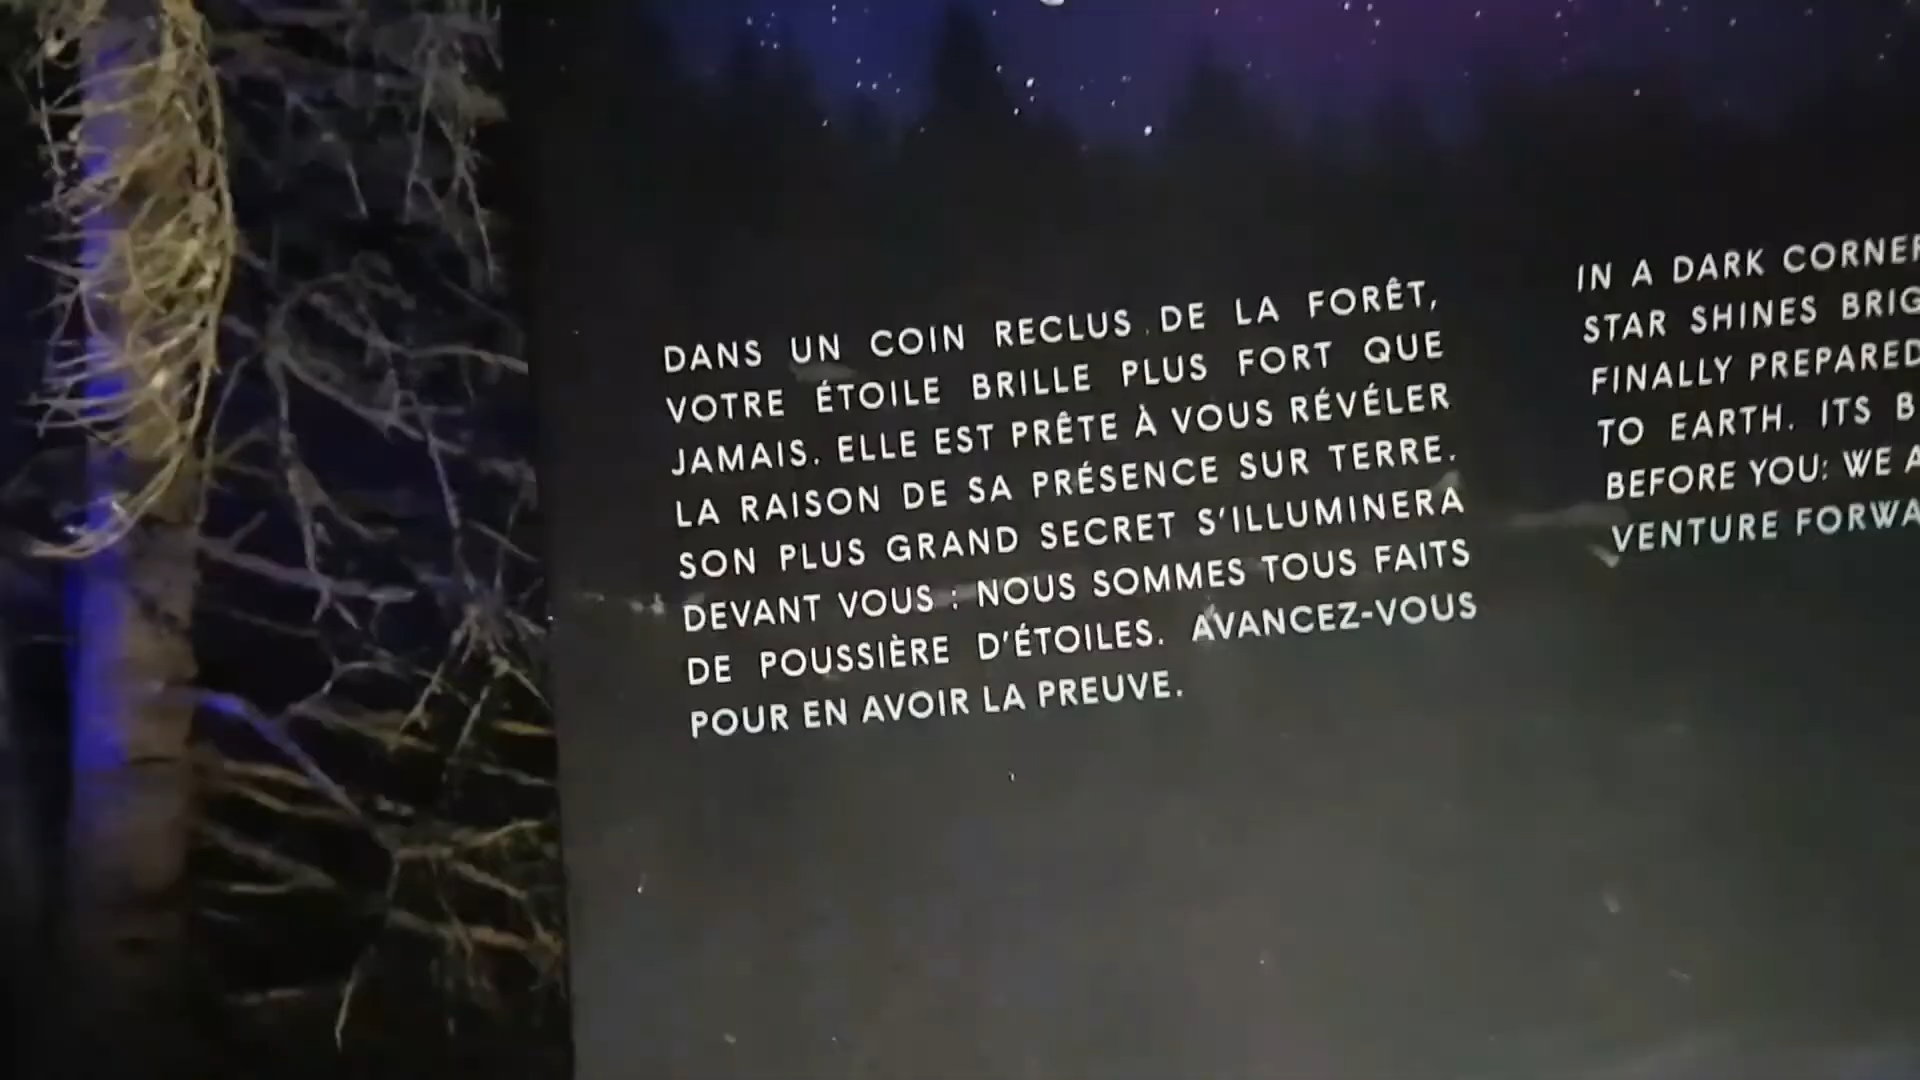 DANS UN COIN RECLUS DE LA FORÊT,
VOTRE ÉTOILE BRILLE PLUS FORT QUE
JAMAIS. ELLE EST PRÊTE À VOUS RÉVÉLER
LA RAISON DE SA PRÉSENCE SUR TERRE.
SON PLUS GRAND SECRET S'ILLUMINERA
DEVANT VOUS : NOUS SOMMES TOUS FAITS
DE POUSSIÈRE D'ÉTOILES. AVANCEZ-VOUS
POUR EN AVOIR LA PREUVE.
IN A DARK
STAR SHINES
FINALLY PREPARED
TO EARTH. ITS
BEFORE YOU: WE
VENTURE